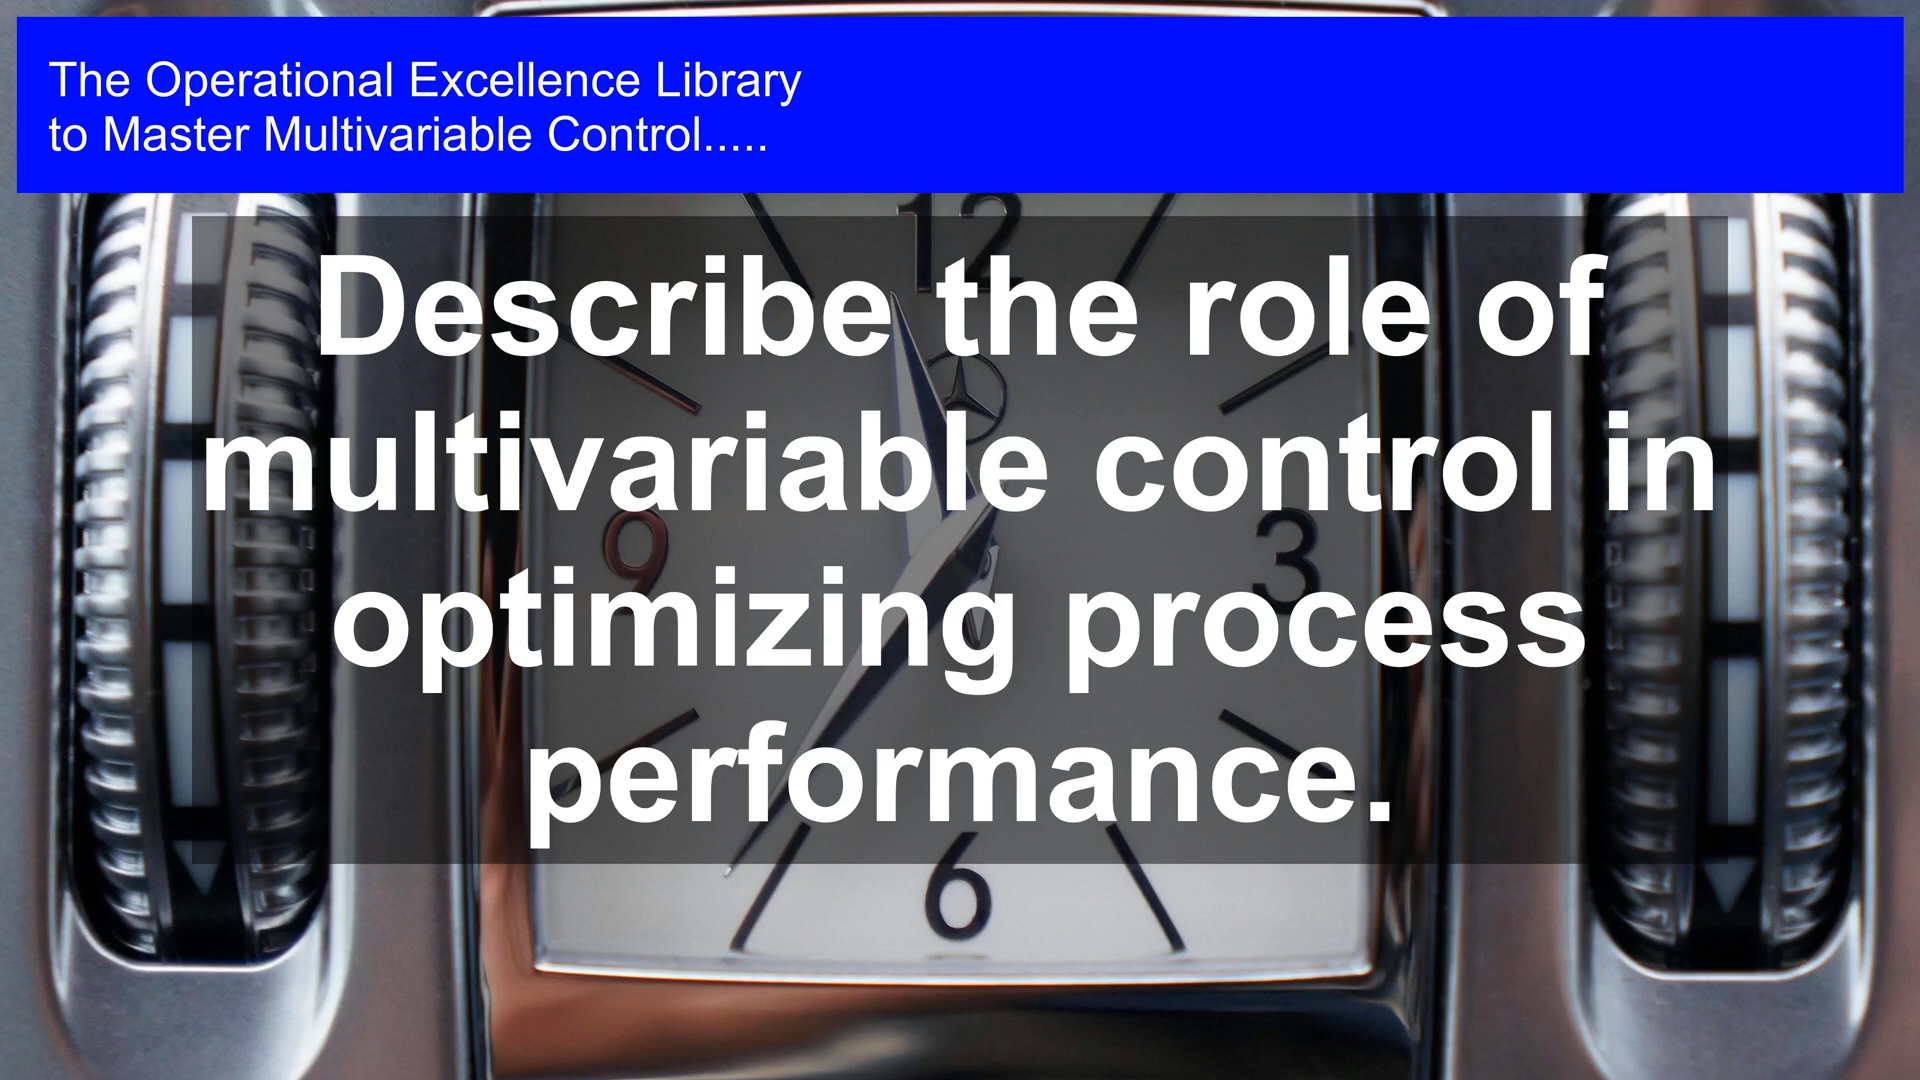 The Operational Excellence Library
to Master Multivariable Control.....
12
Describe the role of
multivariable control in
9
3
optimizing process
performance.
6